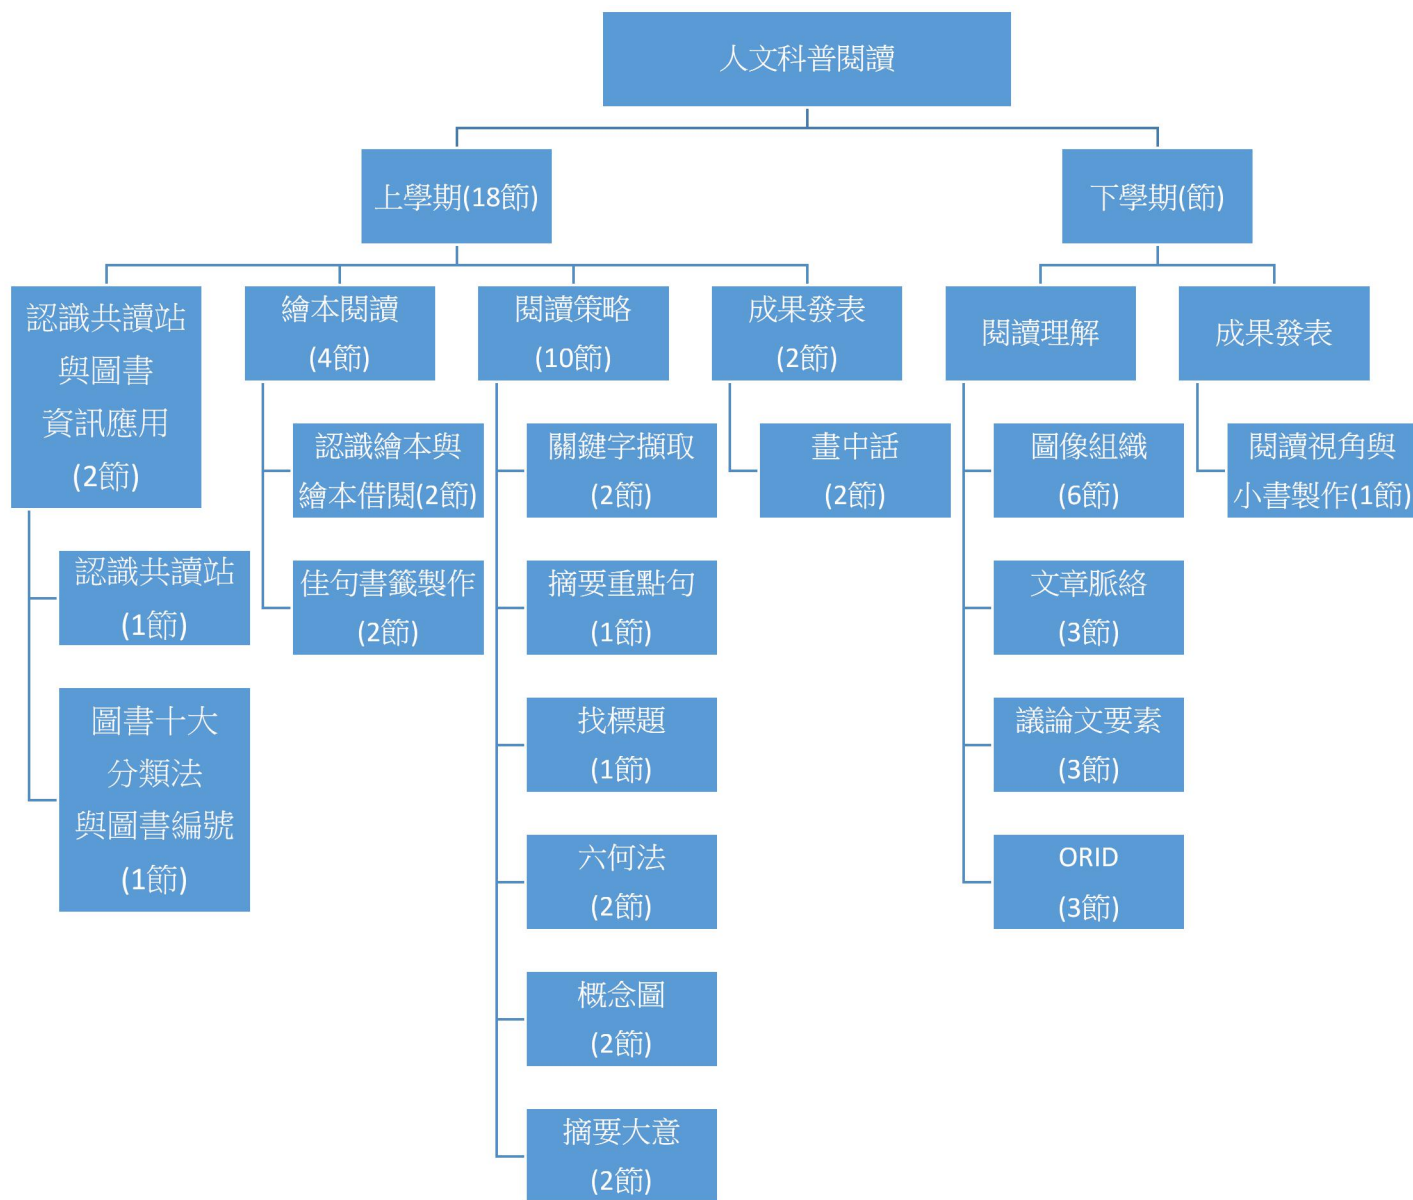 人文科普閱讀
上學期(18節)
下學期(節)
認識共讀站
與圖書
資訊應用
(2節)
認識共讀站
(1節)
圖書十大
分類法
與圖書編號
(1節)
繪本閱讀
(4節)
認識繪本與
繪本借閱(2節)
佳句書籤製作
(2節)
閱讀策略
(10節)
關鍵字擷取
(2節)
摘要重點句
(1節)
找標題
(1節)
六何法
(2節)
概念圖
(2節)
摘要大意
(2節)
成果發表
(2節)
畫中話
(2節)
閱讀理解
圖像組織
(6節)
文章脈絡
(3節)
議論文要素
(3節)
ORID
(3節)
成果發表
閱讀視角與
小書製作(1節)